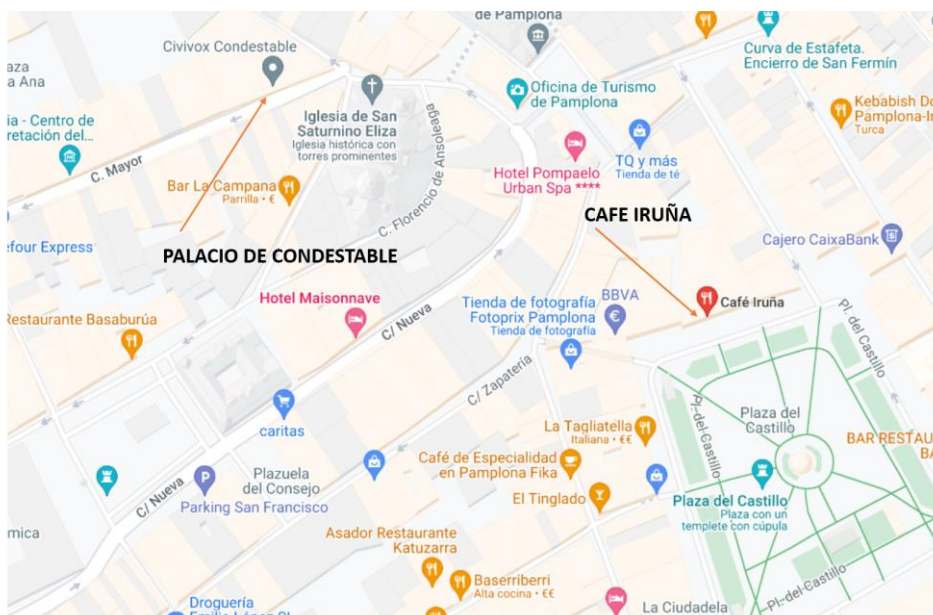 de Pamplona
Civivox Condestable
Curva de Estafeta.
Encierro de San Fermín
aza
a Ana
Oficina de Turismo
de Pamplona
Kebabish Do
Pamplona-Ir
Turca
ia - Centro de
retación del...
Iglesia de San
Saturnino Eliza
Iglesia histórica con
torres prominentes
C. Mayor
Hotel Pompaelo
Urban Spa ****
TQ y más
Tienda de té
Bar La Campana
Parrilla • €
C. Florencio de Ansoleaga
CAFE IRUÑA
Cajero CaixaBank
efour Express
PALACIO DE CONDESTABLE
Hotel Maisonnave
C/ Nueva
Tienda de fotografía
Fotoprix Pamplona
Tienda de fotografía
BBVA
Café Iruña
Pl. del Castillo
Restaurante Basaburúa
C/ Zapatería
Pl. del Castillo
Plaza del
Castillo
caritas
La Tagliatella
Italiana • €€
BAR RESTAU
BA
Café de Especialidad
en Pamplona Fika
Plazuela
del Consejo
C/ Nueva
Parking San Francisco
El Tinglado
Plaza del Castillo
Plaza con un
templete con cúpula
mica
Asador Restaurante
Katuzarra
Baserriberri
Alta cocina • €€
Pl.-del-Castillo
Droguería
La Ciudadela